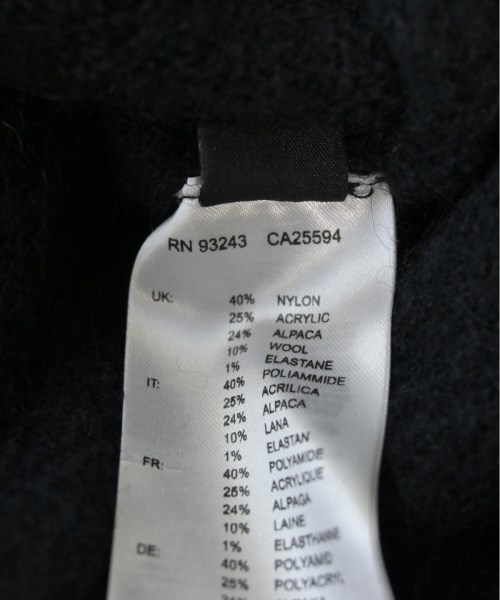 RN 93243 CA25594
UK: 40% NYLON
25% ACRYLIC
24% ALPACA
10% WOOL
1% ELASTANE
IT: 40% POLIAMMIDE
25% ACRILICA
24% ALPACA
10% LANA
1% ELASTAN
FR: 40% POLYAMIDE
25% ACRYLIQUE
24% ALPAGA
10% LAINE
1% ELASTHANNE
DE: 40% POLYAMID
25% POLYACRYL